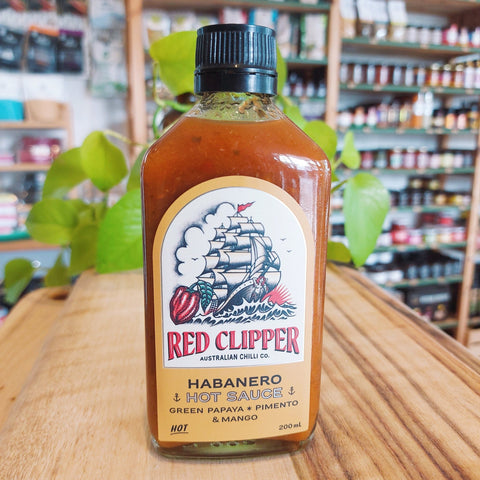 RED CLIPPER
AUSTRALIAN CHILLI CO.
HABANERO
HOT SAUCE
GREEN PAPAYA * PIMENTO
& MANGO
HOT
200ml